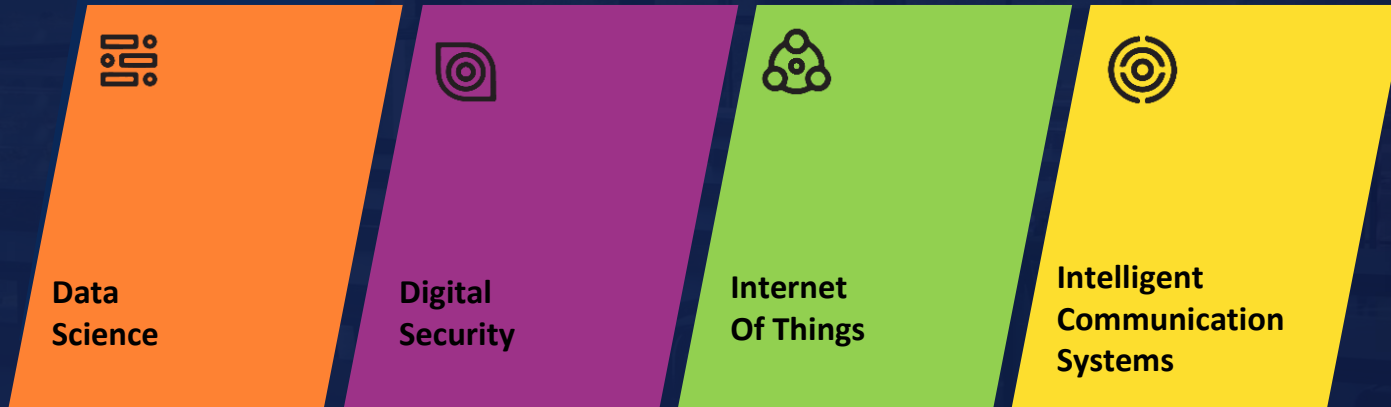 Data
Science
Digital
Security
Internet
Of Things
Intelligent
Communication
Systems